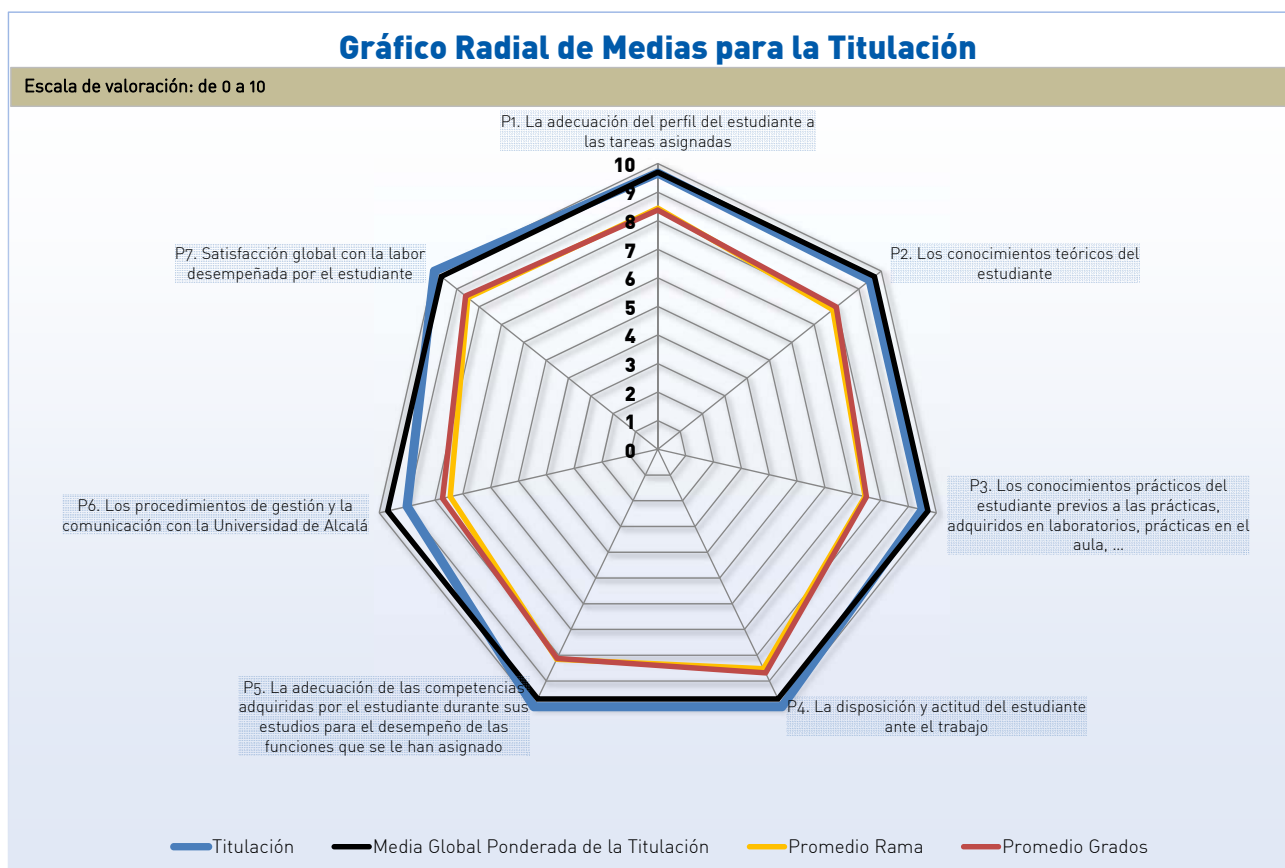 Gráfico Radial de Medias para la Titulación
Escala de valoración: de 0 a 10
P1. La adecuación del perfil del estudiante a
las tareas asignadas
10
9
8
7
6
5
4
3
2
1
0
P2. Los conocimientos teóricos del
estudiante
P3. Los conocimientos prácticos del
estudiante previos a las prácticas,
adquiridos en laboratorios, prácticas en el
aula, ...
P4. La disposición y actitud del estudiante
ante el trabajo
P5. La adecuación de las competencias
adquiridas por el estudiante durante sus
estudios para el desempeño de las
funciones que se le han asignado
P6. Los procedimientos de gestión y la
comunicación con la Universidad de Alcalá
P7. Satisfacción global con la labor
desempeñada por el estudiante
Titulación
Media Global Ponderada de la Titulación
Promedio Rama
Promedio Grados